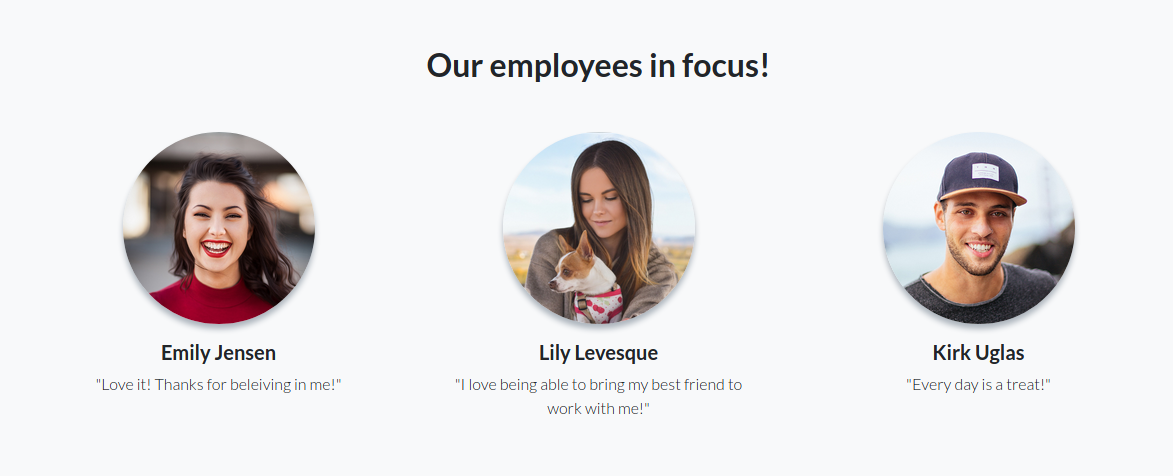 Our employees in focus!
Emily Jensen
"Love it! Thanks for beleiving in me!"
Lily Levesque
"I love being able to bring my best friend to
work with me!"
Kirk Uglas
"Every day is a treat!"